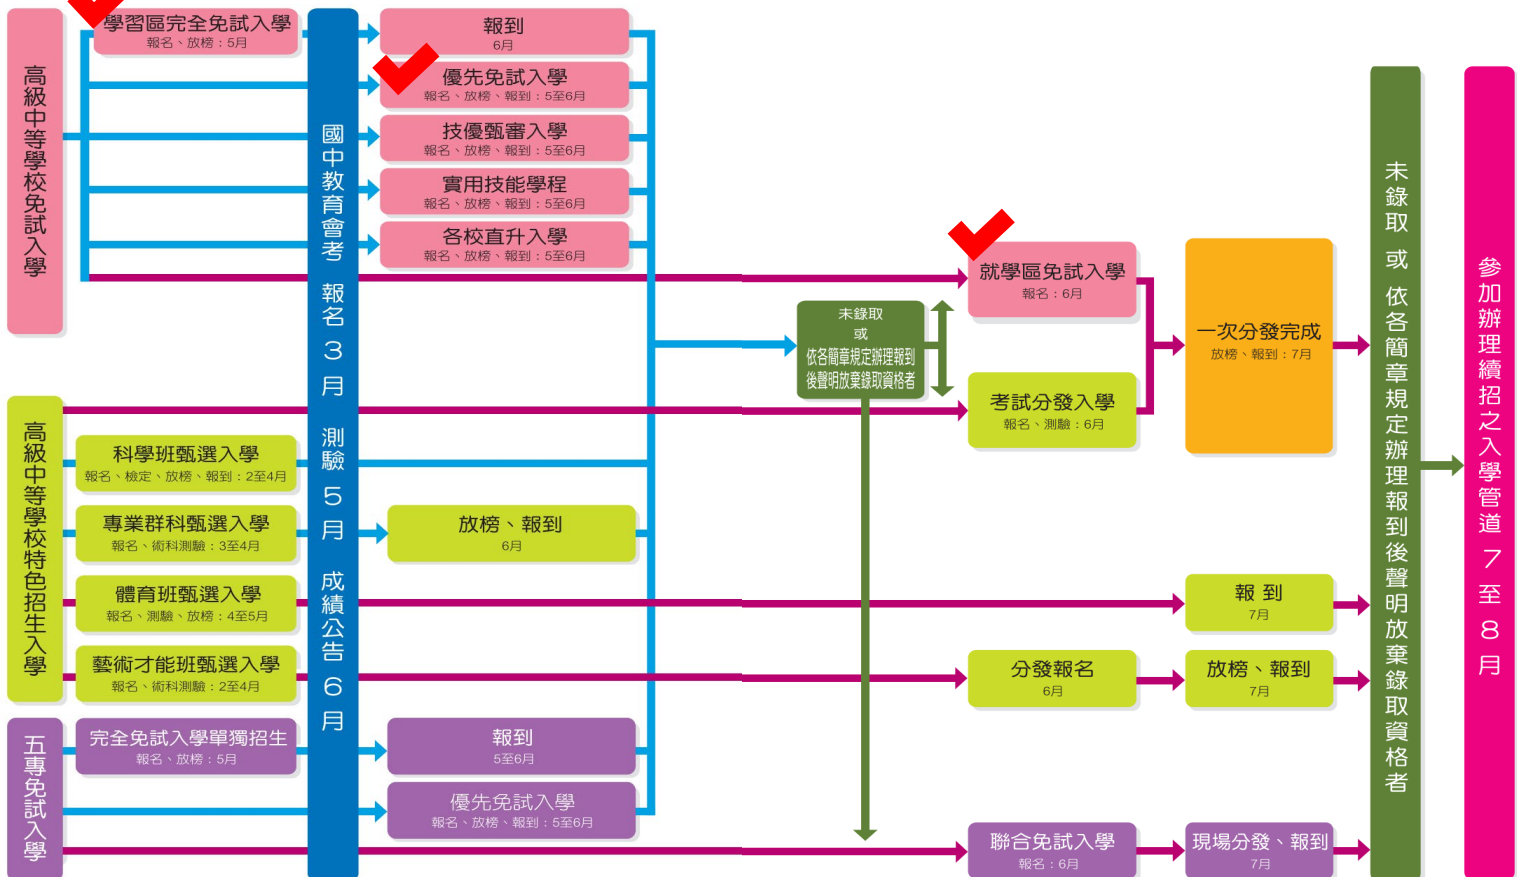 高級中等學校免試入學
學習區完全免試入學
報名、放榜：5月
國中教育會考 報名3月 測驗5月 成績公告6月
報到
6月
優先免試入學
報名、放榜、報到：5至6月
技優甄審入學
報名、放榜、報到：5至6月
實用技能學程
報名、放榜、報到：5至6月
各校直升入學
報名、放榜、報到：5至6月
未錄取
或
依各簡章規定辦理報到
後聲明放棄錄取資格者
就學區免試入學
報名：6月
一次分發完成
放榜、報到：7月
高級中等學校特色招生入學
考試分發入學
報名、測驗：6月
科學班甄選入學
報名、檢定、放榜、報到：2至4月
專業群科甄選入學
報名、術科測驗：3至4月
放榜、報到
6月
體育班甄選入學
報名、測驗、放榜：4至5月
報到
7月
藝術才能班甄選入學
報名、術科測驗：2至4月
分發報名
6月
放榜、報到
7月
五專免試入學
完全免試入學單獨招生
報名、放榜：5月
報到
5至6月
優先免試入學
報名、放榜、報到：5至6月
聯合免試入學
報名：6月
現場分發、報到
7月
未錄取 或 依各簡章規定辦理報到後聲明放棄錄取資格者
參加辦理續招之入學管道 7至8月